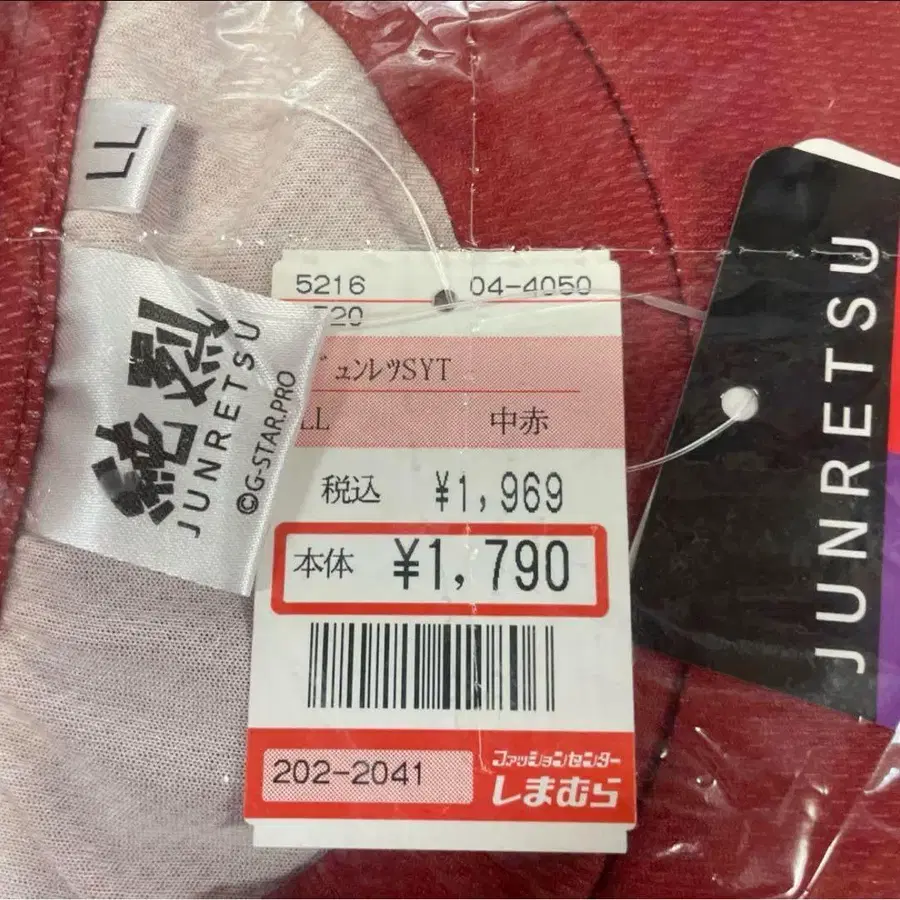 LL
純烈
JUNRETSU
©G-STAR.PRO
5216
04-4050
520
ジュンレツSYT
LL
中赤
税込 ¥1,969
本体 ¥1,790
202-2041
ファッションセンター
しまむら
JUNRETSU